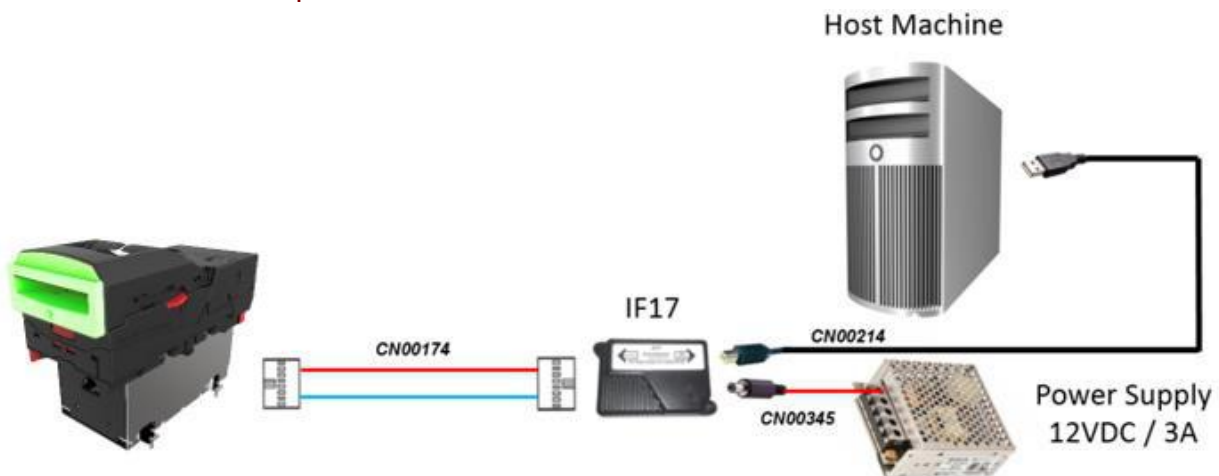 Host Machine
IF17
CN00174
CN00214
CN00345
Power Supply
12VDC / 3A